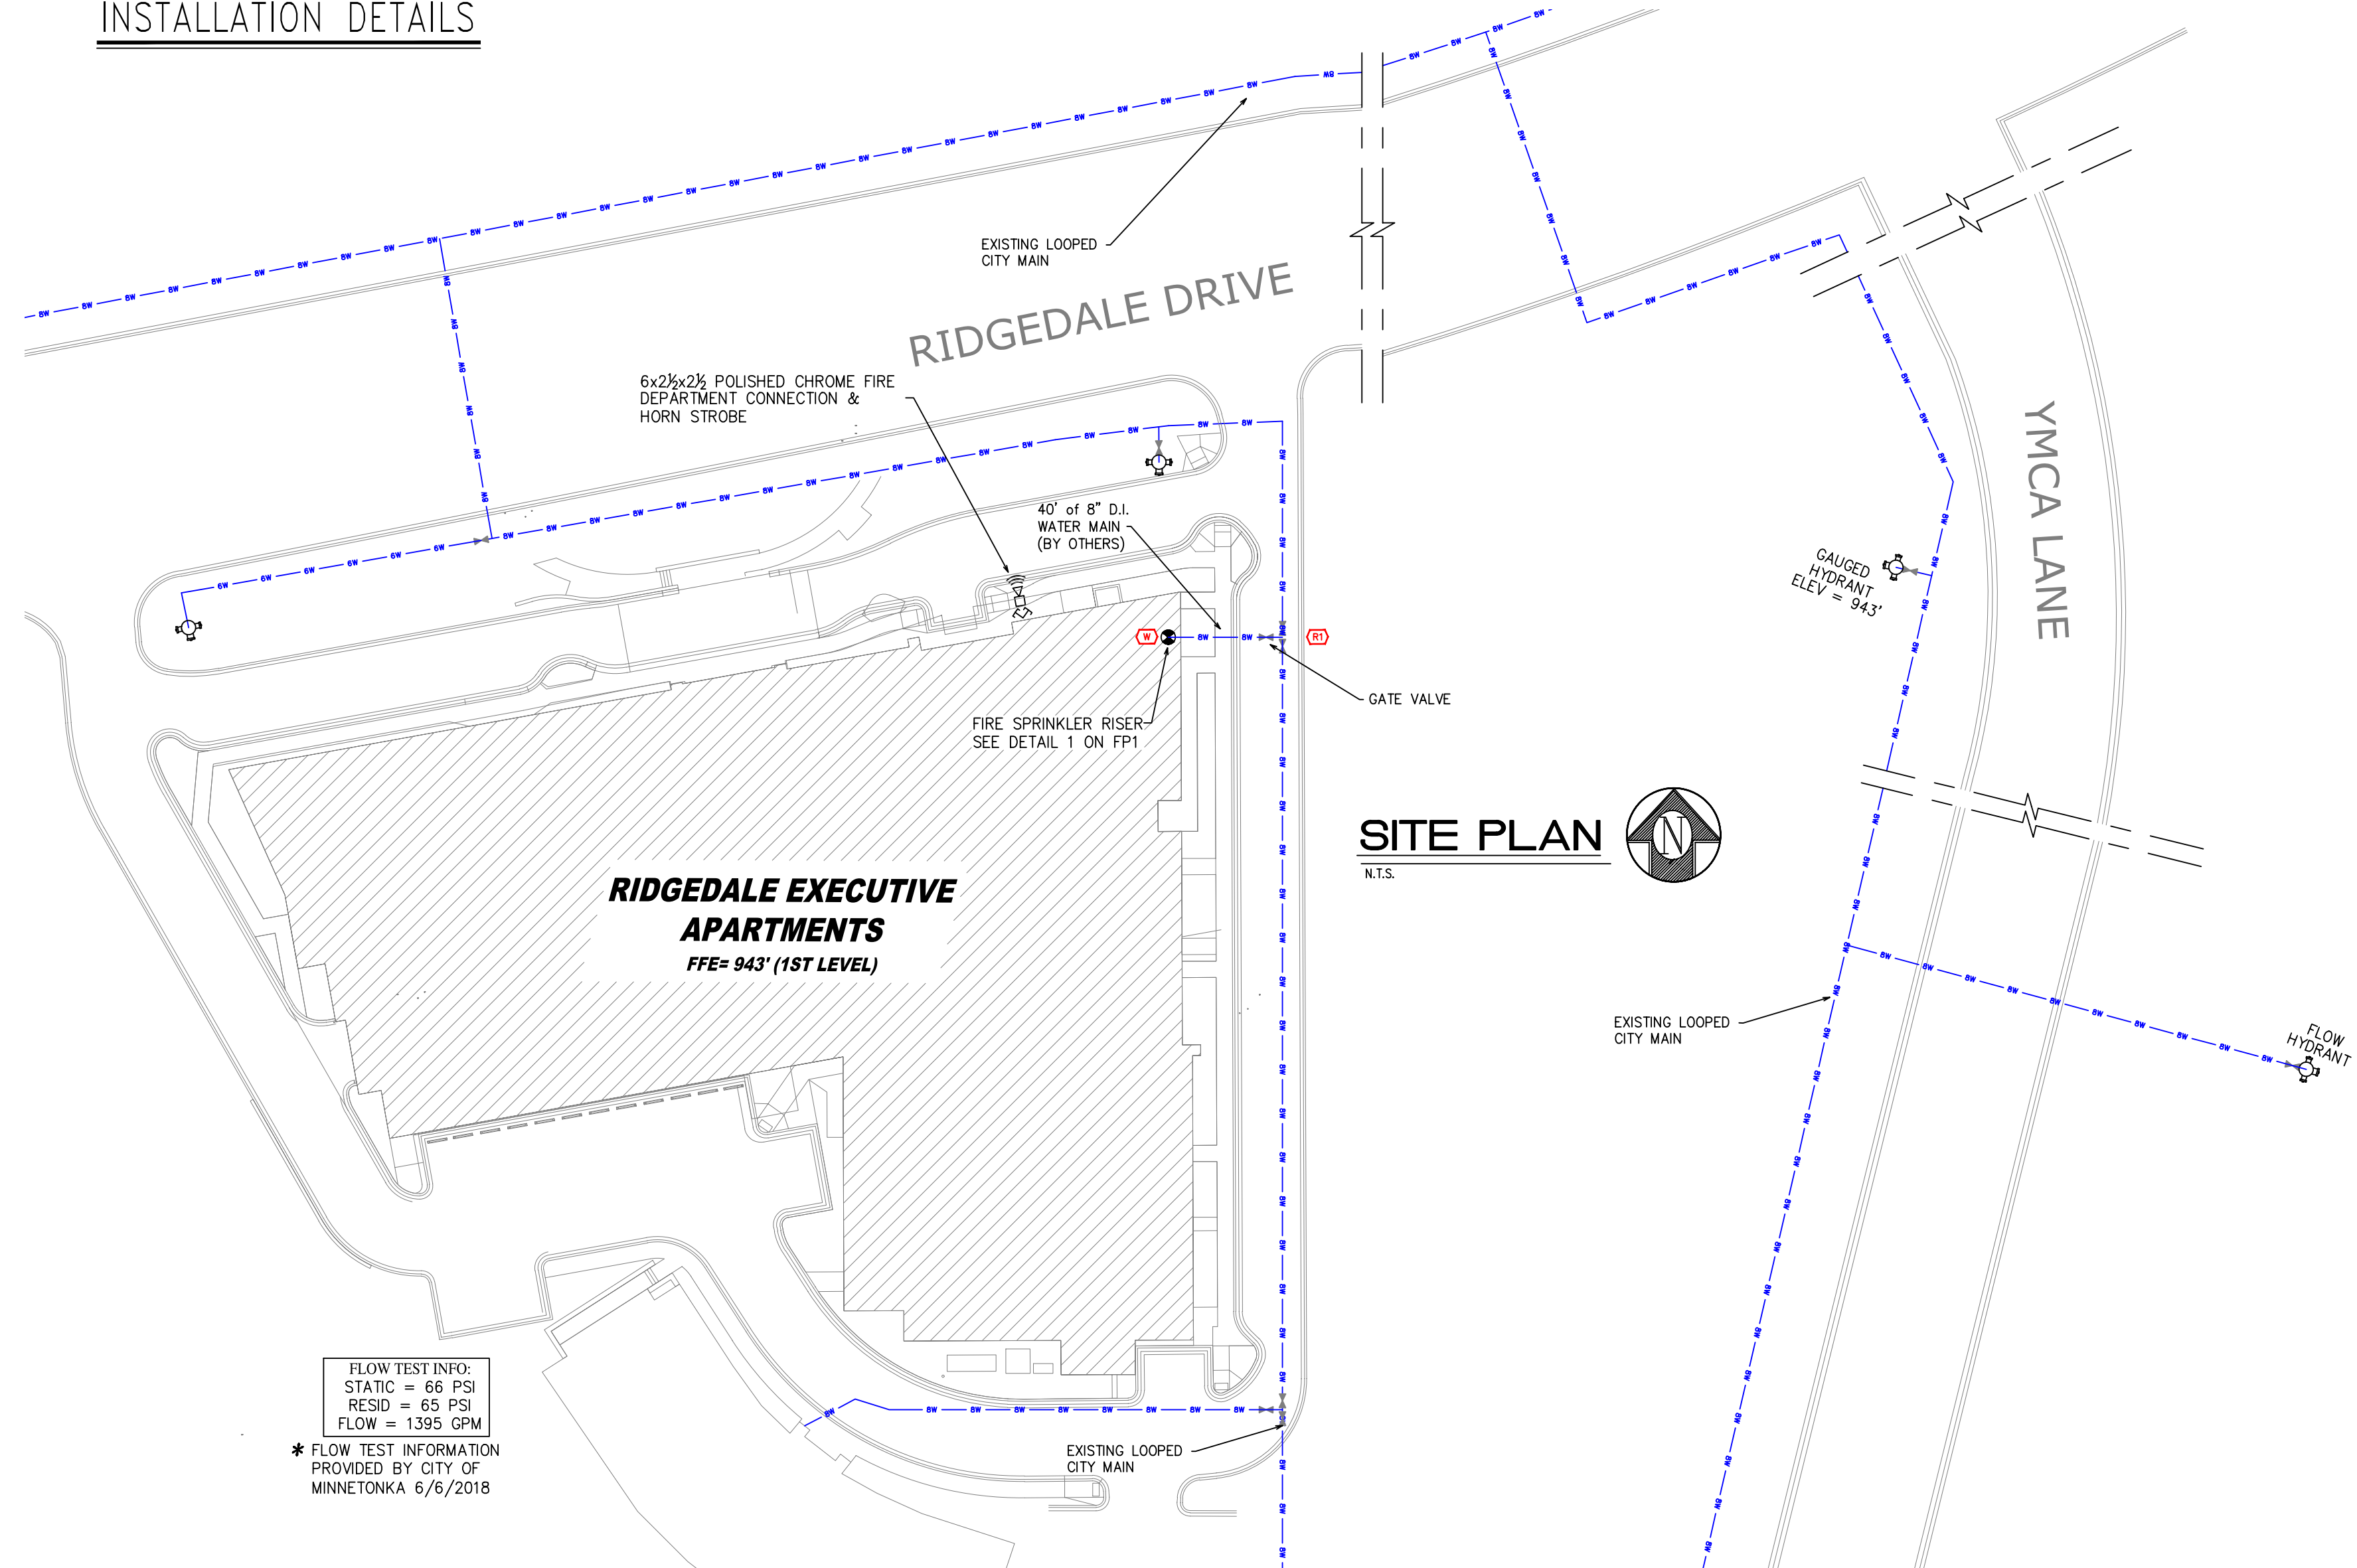 INSTALLATION DETAILS
EXISTING LOOPED
CITY MAIN
RIDGEDALE DRIVE
6x2½x2½ POLISHED CHROME FIRE
DEPARTMENT CONNECTION &
HORN STROBE
40' of 8" D.I.
WATER MAIN
(BY OTHERS)
W
R1
GATE VALVE
FIRE SPRINKLER RISER
SEE DETAIL 1 ON FP1
YMCA LANE
GAUGED
HYDRANT
ELEV = 943'
SITE PLAN
N
N.T.S.
RIDGEDALE EXECUTIVE
APARTMENTS
FFE= 943' (1ST LEVEL)
EXISTING LOOPED
CITY MAIN
FLOW
HYDRANT
FLOW TEST INFO:
STATIC = 66 PSI
RESID = 65 PSI
FLOW = 1395 GPM
* FLOW TEST INFORMATION
PROVIDED BY CITY OF
MINNETONKA 6/6/2018
EXISTING LOOPED
CITY MAIN
8W
6W